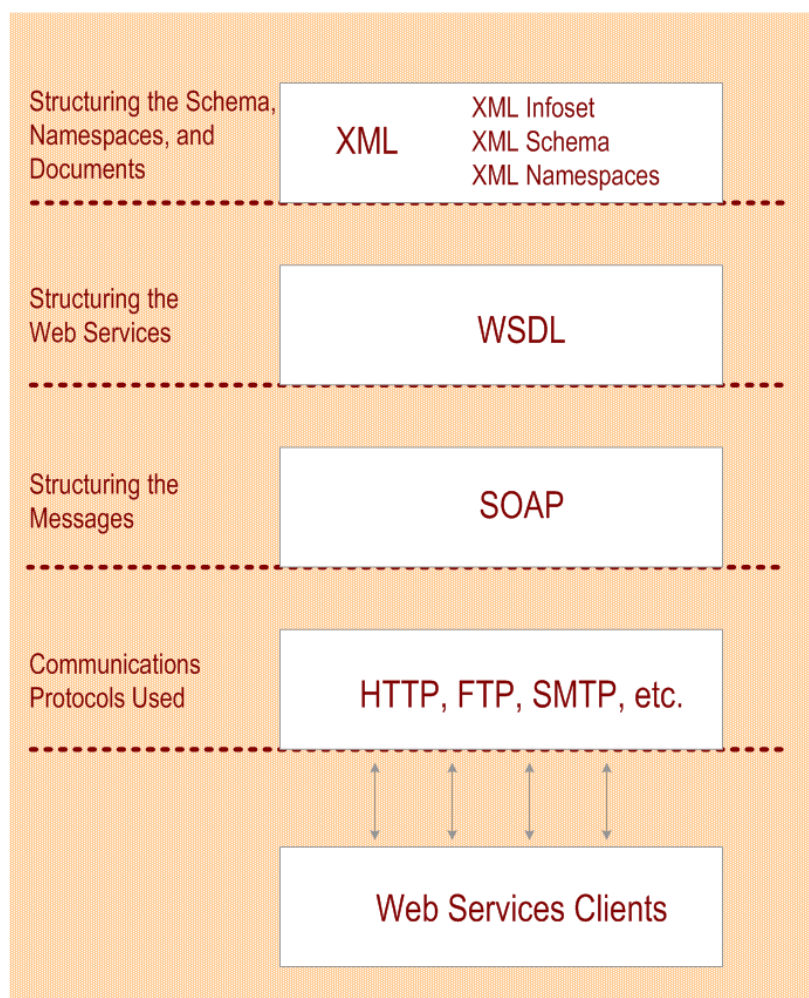 Structuring the Schema,
Namespaces, and
Documents
XML
XML Infoset
XML Schema
XML Namespaces
Structuring the
Web Services
WSDL
Structuring the
Messages
SOAP
Communications
Protocols Used
HTTP, FTP, SMTP, etc.
Web Services Clients